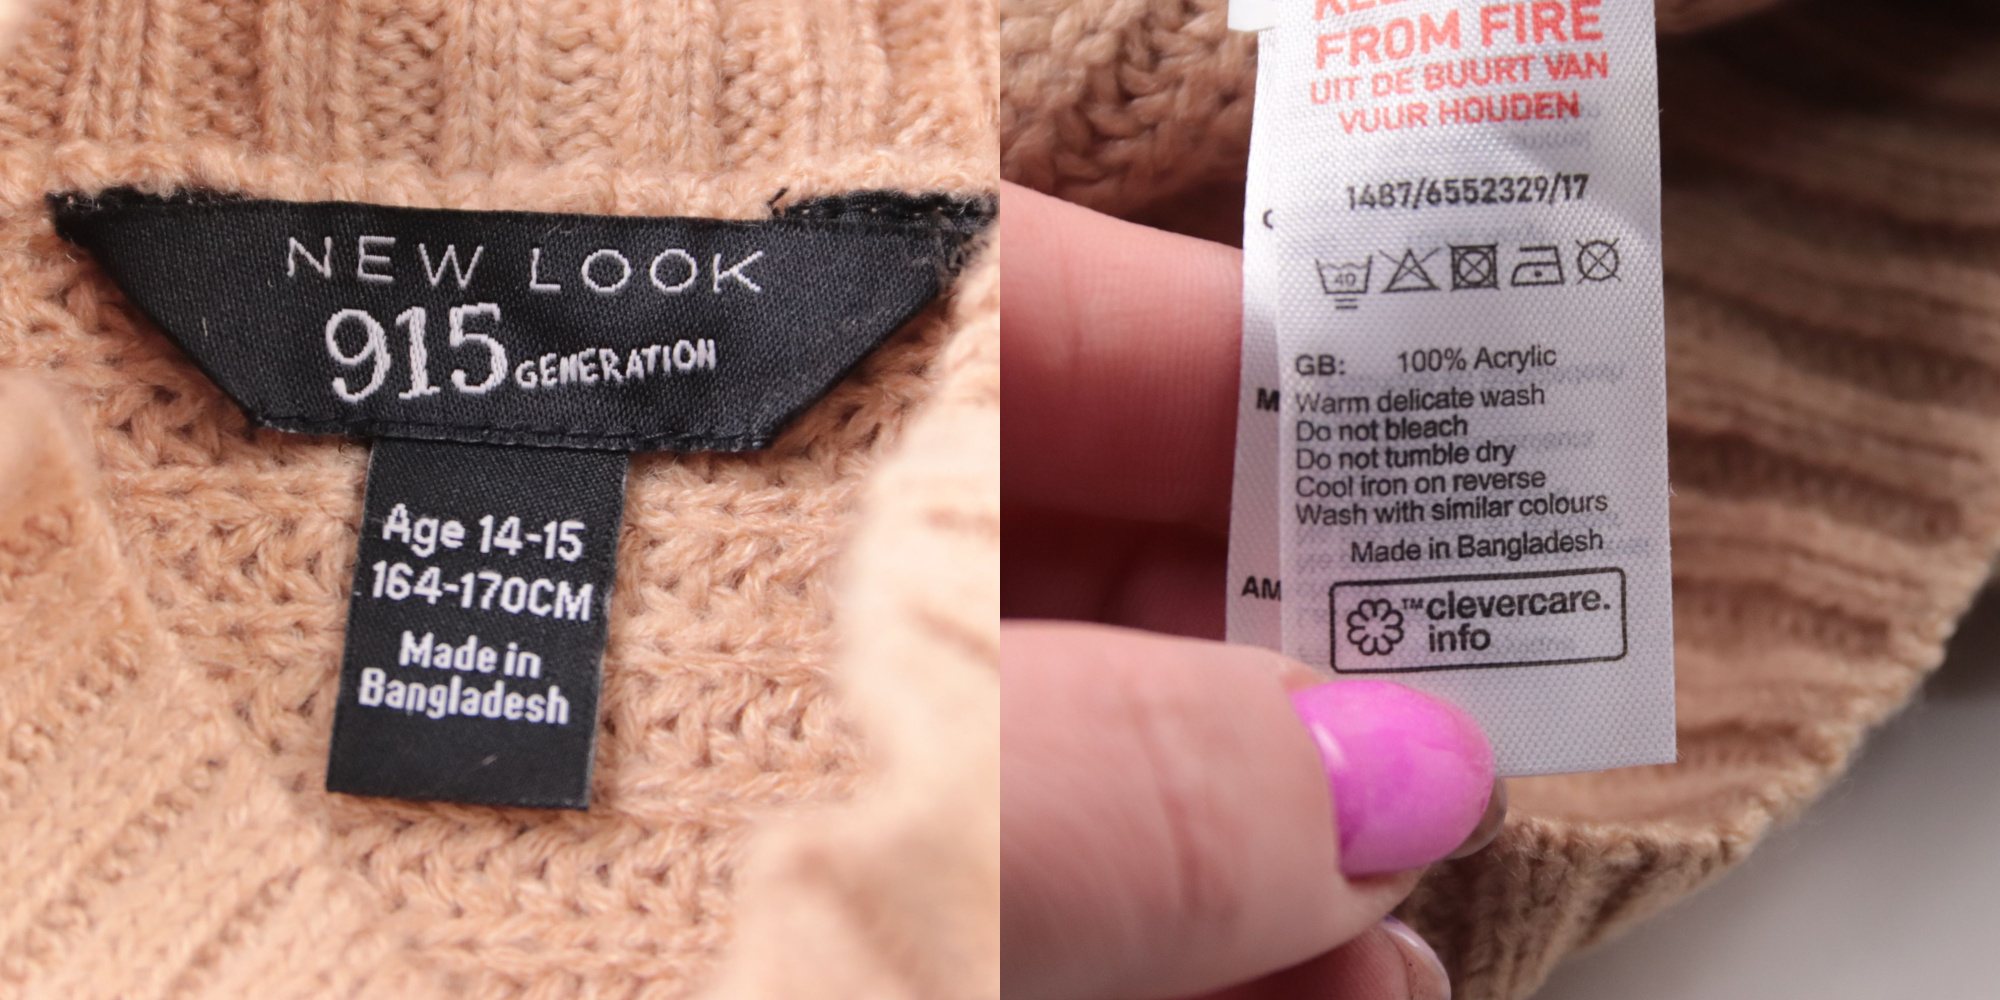 NEW LOOK
915 GENERATION
Age 14-15
164-170CM
Made in
Bangladesh
FROM FIRE
UIT DE BUURT VAN
VUUR HOUDEN
1487/6552329/17
40
GB: 100% Acrylic
Warm delicate wash
Do not bleach
Do not tumble dry
Cool iron on reverse
Wash with similar colours
Made in Bangladesh
™clevercare.
info